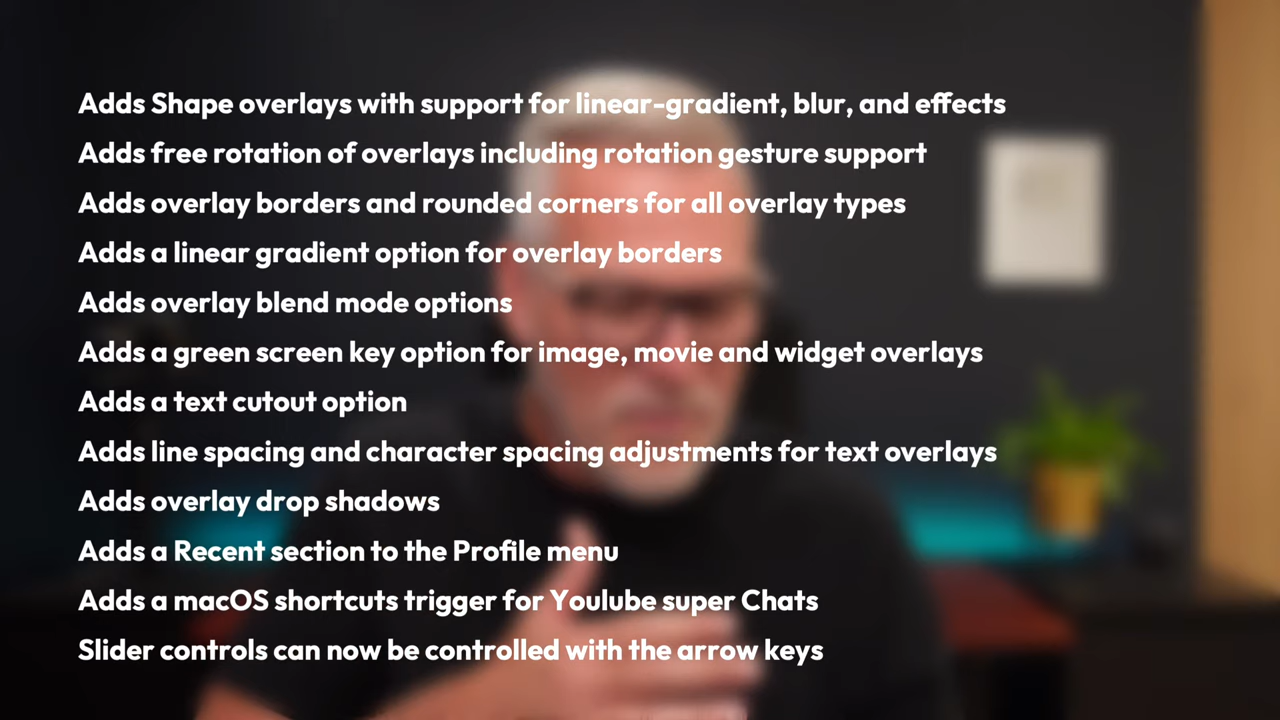 Adds Shape overlays with support for linear-gradient, blur, and effects
Adds free rotation of overlays including rotation gesture support
Adds overlay borders and rounded corners for all overlay types
Adds a linear gradient option for overlay borders
Adds overlay blend mode options
Adds a green screen key option for image, movie and widget overlays
Adds a text cutout option
Adds line spacing and character spacing adjustments for text overlays
Adds overlay drop shadows
Adds a Recent section to the Profile menu
Adds a macOS shortcuts trigger for Youlube super Chats
Slider controls can now be controlled with the arrow keys